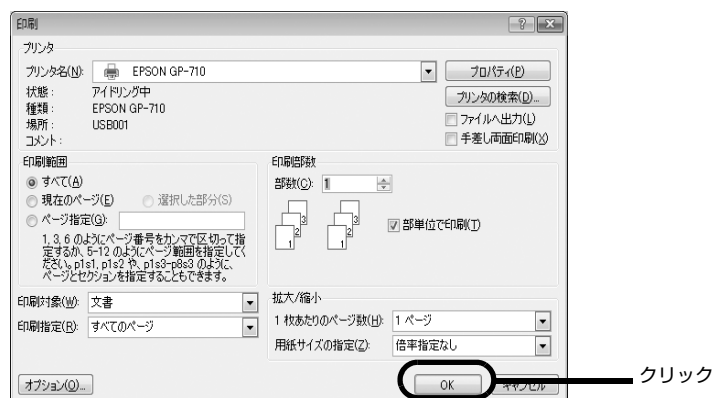 印刷
プリンタ
プリンタ名(N): EPSON GP-710 プロパティ(P)
状態: アイドリング中 プリンタの検索(D)...
種類: EPSON GP-710
場所: USB001 ファイルへ出力(L)
コメント: 手差し両面印刷(X)
印刷範囲
すべて(A)
現在のページ(E) 選択した部分(S)
ページ指定(G):
1, 3, 6 のようにページ番号をカンマで区切って指
定するか、5-12 のようにページ範囲を指定してく
ださい。p1s1, p1s2 や、p1s3-p8s3 のように、
ページとセクションを指定することもできます。
印刷部数
部数(C): 1
3 3
2 2
1 1
部単位で印刷(T)
印刷対象(W): 文書
印刷指定(R): すべてのページ
拡大/縮小
1 枚あたりのページ数(H): 1 ページ
用紙サイズの指定(Z): 倍率指定なし
オプション(O)... OK キャンセル
クリック